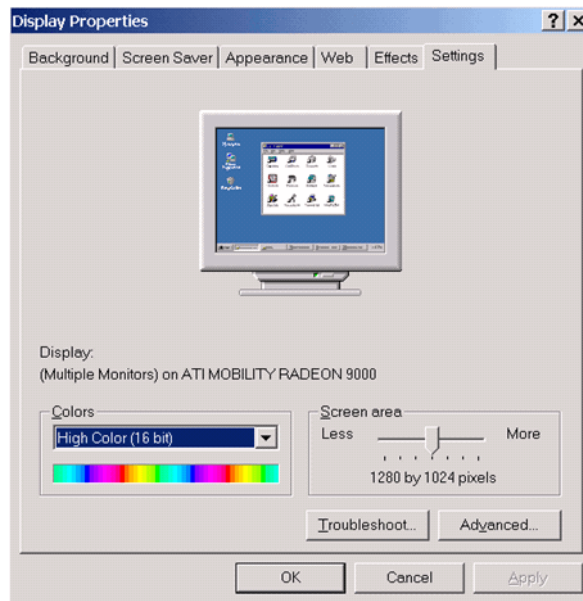 Display Properties
? x
Background Screen Saver Appearance Web Effects Settings
Display:
(Multiple Monitors) on ATI MOBILITY RADEON 9000
Colors
High Color (16 bit)
Screen area
Less More
1280 by 1024 pixels
Troubleshoot... Advanced...
OK Cancel Apply